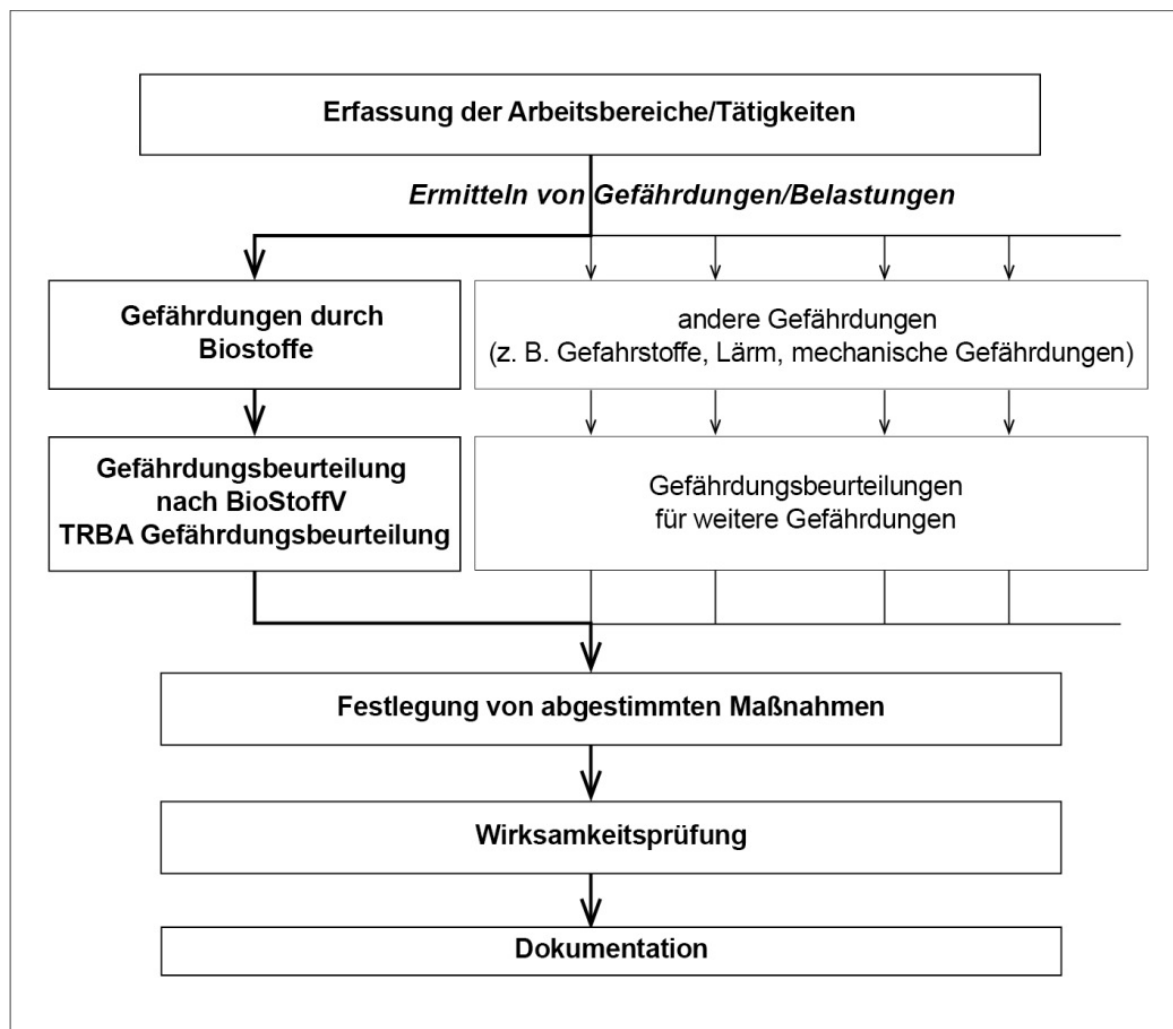 Erfassung der Arbeitsbereiche/Tätigkeiten
Ermitteln von Gefährdungen/Belastungen
Gefährdungen durch
Biostoffe
andere Gefährdungen
(z. B. Gefahrstoffe, Lärm, mechanische Gefährdungen)
Gefährdungsbeurteilung
nach BioStoffV
TRBA Gefährdungsbeurteilung
Gefährdungsbeurteilungen
für weitere Gefährdungen
Festlegung von abgestimmten Maßnahmen
Wirksamkeitsprüfung
Dokumentation